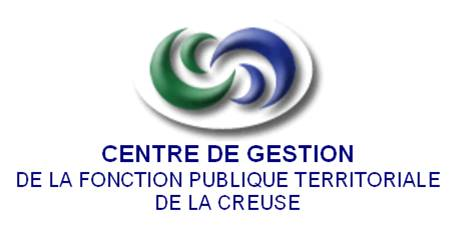 CENTRE DE GESTION
DE LA FONCTION PUBLIQUE TERRITORIALE
DE LA CREUSE